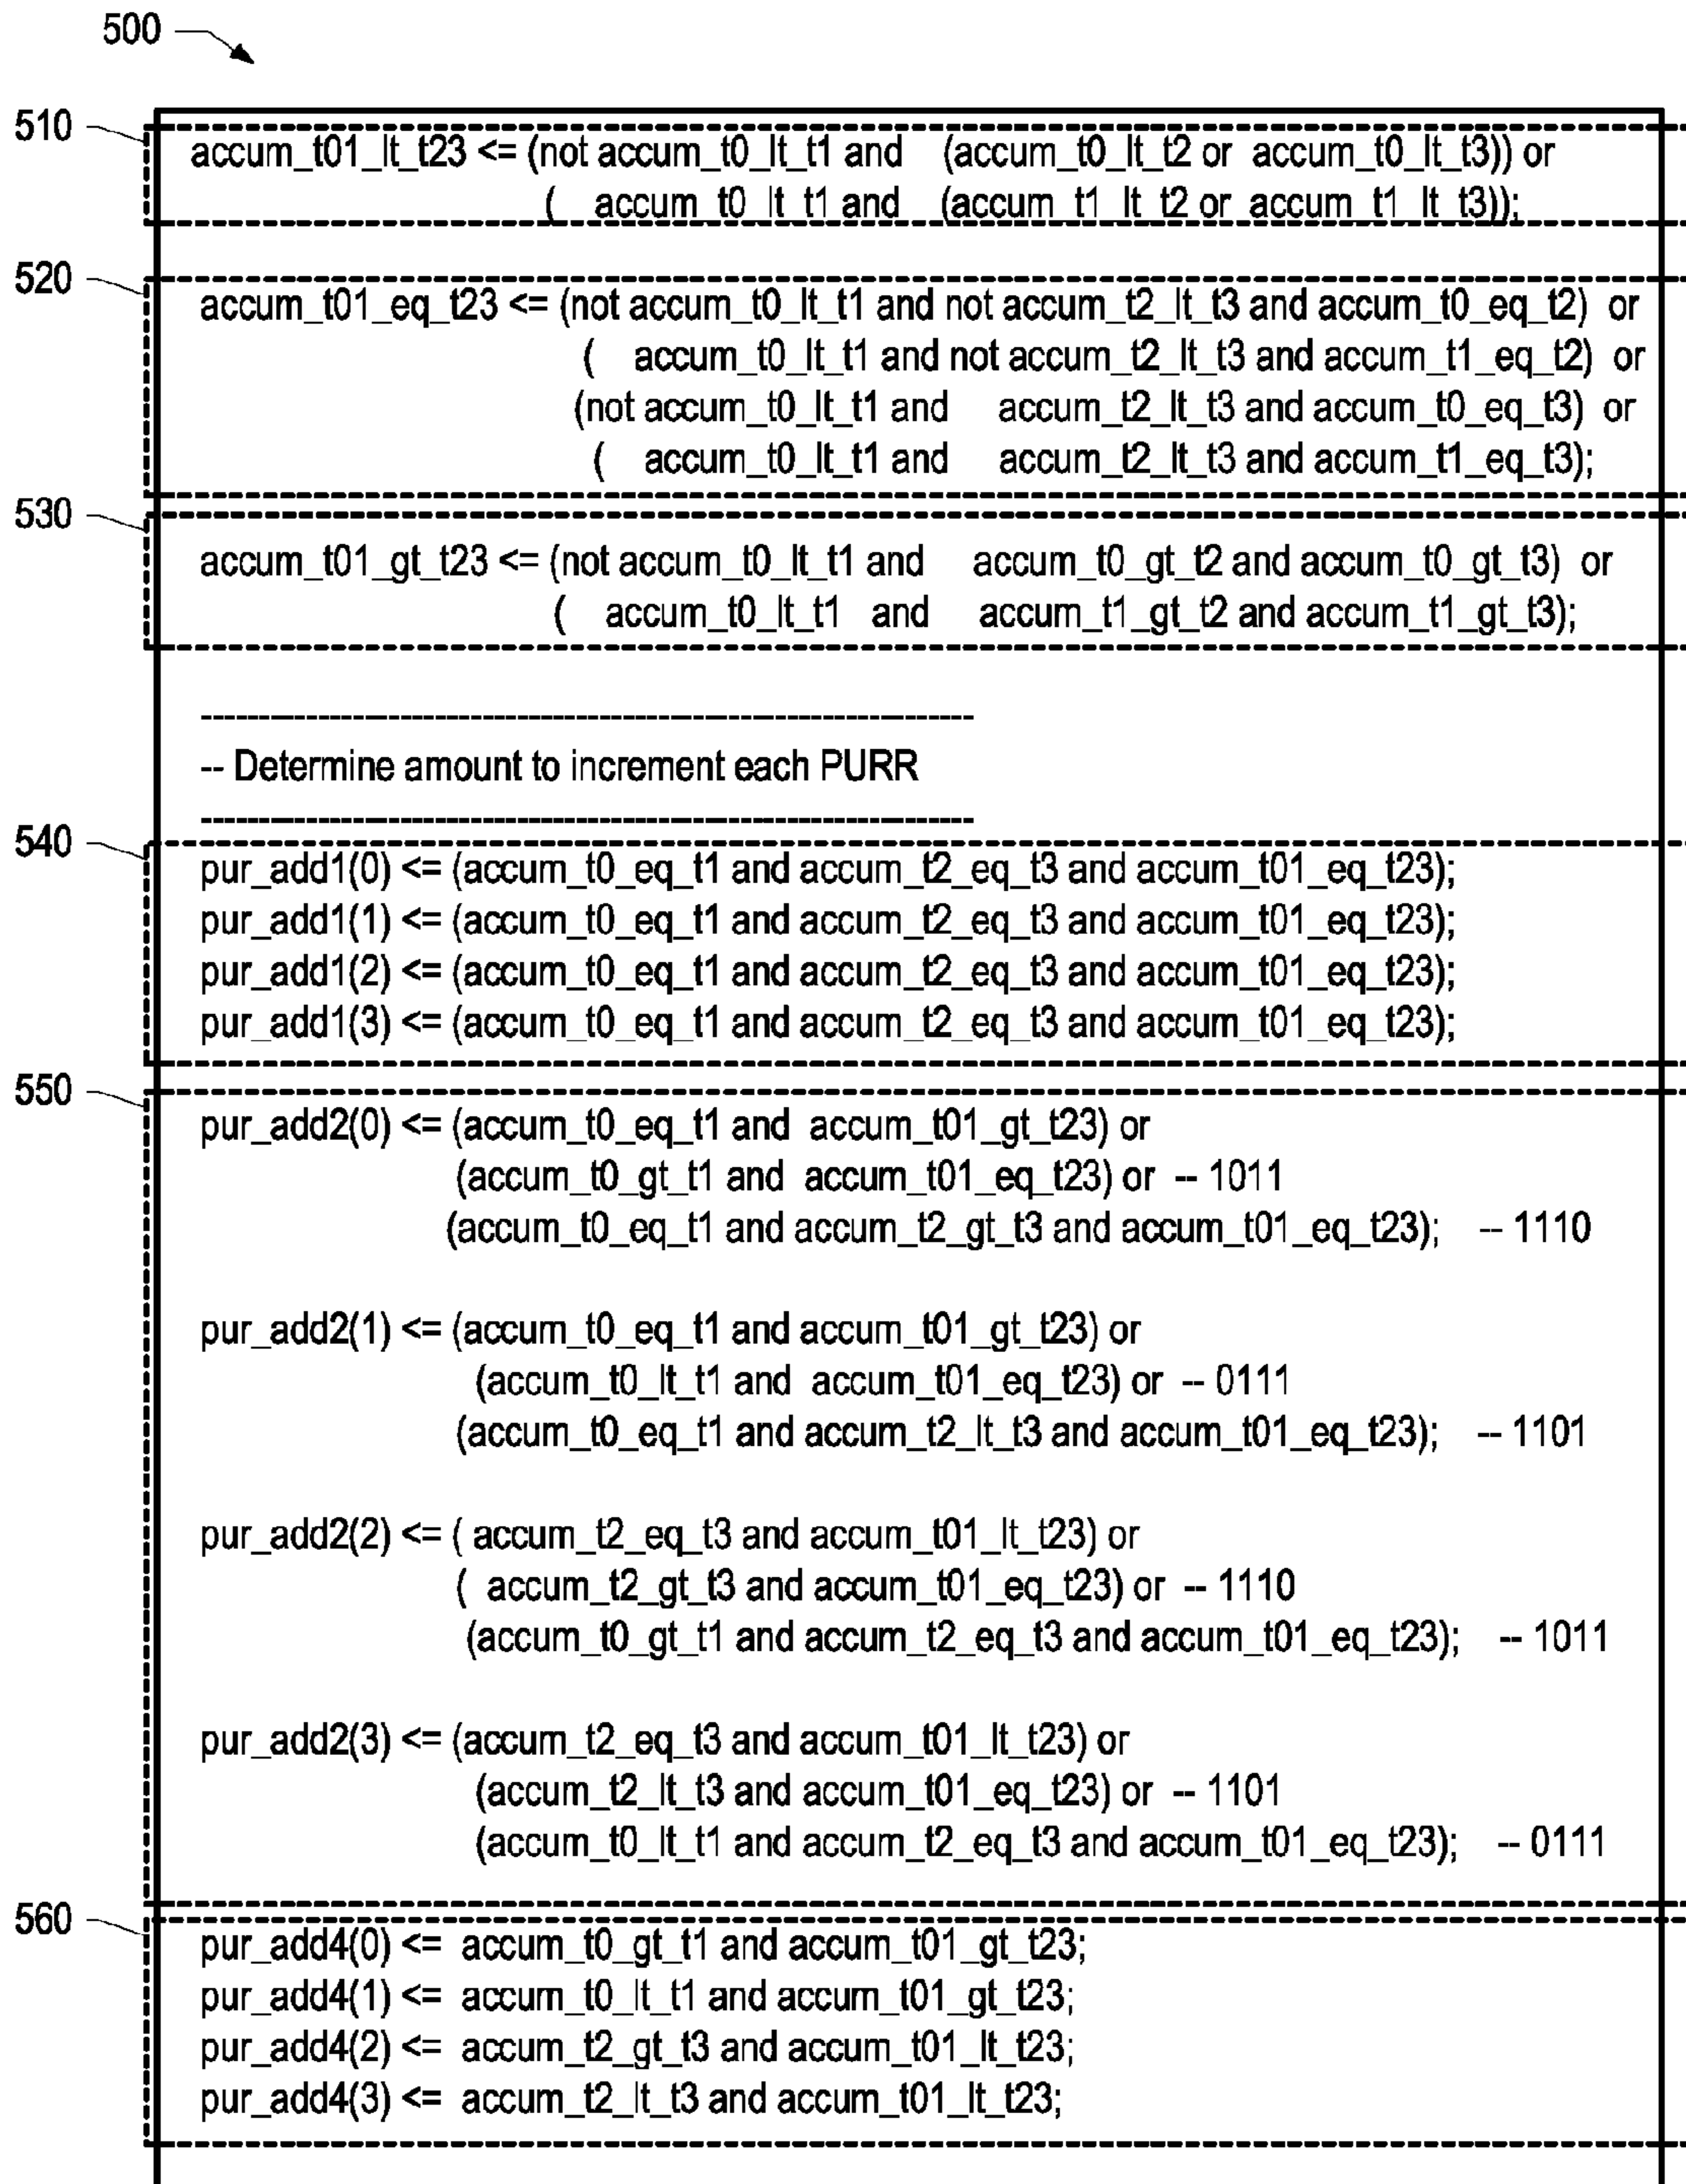 500
510
accum_t01_lt_t23 <= (not accum_t0_lt_t1 and (accum_t0_lt_t2 or accum_t0_lt_t3)) or
( accum_t0_lt_t1 and (accum_t1_lt_t2 or accum_t1_lt_t3));
520
accum_t01_eq_t23 <= (not accum_t0_lt_t1 and not accum_t2_lt_t3 and accum_t0_eq_t2) or
( accum_t0_lt_t1 and not accum_t2_lt_t3 and accum_t1_eq_t2) or
(not accum_t0_lt_t1 and accum_t2_lt_t3 and accum_t0_eq_t3) or
( accum_t0_lt_t1 and accum_t2_lt_t3 and accum_t1_eq_t3);
530
accum_t01_gt_t23 <= (not accum_t0_lt_t1 and accum_t0_gt_t2 and accum_t0_gt_t3) or
( accum_t0_lt_t1 and accum_t1_gt_t2 and accum_t1_gt_t3);
------------------------------------------------------------------
-- Determine amount to increment each PURR
------------------------------------------------------------------
540
pur_add1(0) <= (accum_t0_eq_t1 and accum_t2_eq_t3 and accum_t01_eq_t23);
pur_add1(1) <= (accum_t0_eq_t1 and accum_t2_eq_t3 and accum_t01_eq_t23);
pur_add1(2) <= (accum_t0_eq_t1 and accum_t2_eq_t3 and accum_t01_eq_t23);
pur_add1(3) <= (accum_t0_eq_t1 and accum_t2_eq_t3 and accum_t01_eq_t23);
550
pur_add2(0) <= (accum_t0_eq_t1 and accum_t01_gt_t23) or
(accum_t0_gt_t1 and accum_t01_eq_t23) or -- 1011
(accum_t0_eq_t1 and accum_t2_gt_t3 and accum_t01_eq_t23); -- 1110
pur_add2(1) <= (accum_t0_eq_t1 and accum_t01_gt_t23) or
(accum_t0_lt_t1 and accum_t01_eq_t23) or -- 0111
(accum_t0_eq_t1 and accum_t2_lt_t3 and accum_t01_eq_t23); -- 1101
pur_add2(2) <= ( accum_t2_eq_t3 and accum_t01_lt_t23) or
( accum_t2_gt_t3 and accum_t01_eq_t23) or -- 1110
(accum_t0_gt_t1 and accum_t2_eq_t3 and accum_t01_eq_t23); -- 1011
pur_add2(3) <= (accum_t2_eq_t3 and accum_t01_lt_t23) or
(accum_t2_lt_t3 and accum_t01_eq_t23) or -- 1101
(accum_t0_lt_t1 and accum_t2_eq_t3 and accum_t01_eq_t23); -- 0111
560
pur_add4(0) <= accum_t0_gt_t1 and accum_t01_gt_t23;
pur_add4(1) <= accum_t0_lt_t1 and accum_t01_gt_t23;
pur_add4(2) <= accum_t2_gt_t3 and accum_t01_lt_t23;
pur_add4(3) <= accum_t2_lt_t3 and accum_t01_lt_t23;